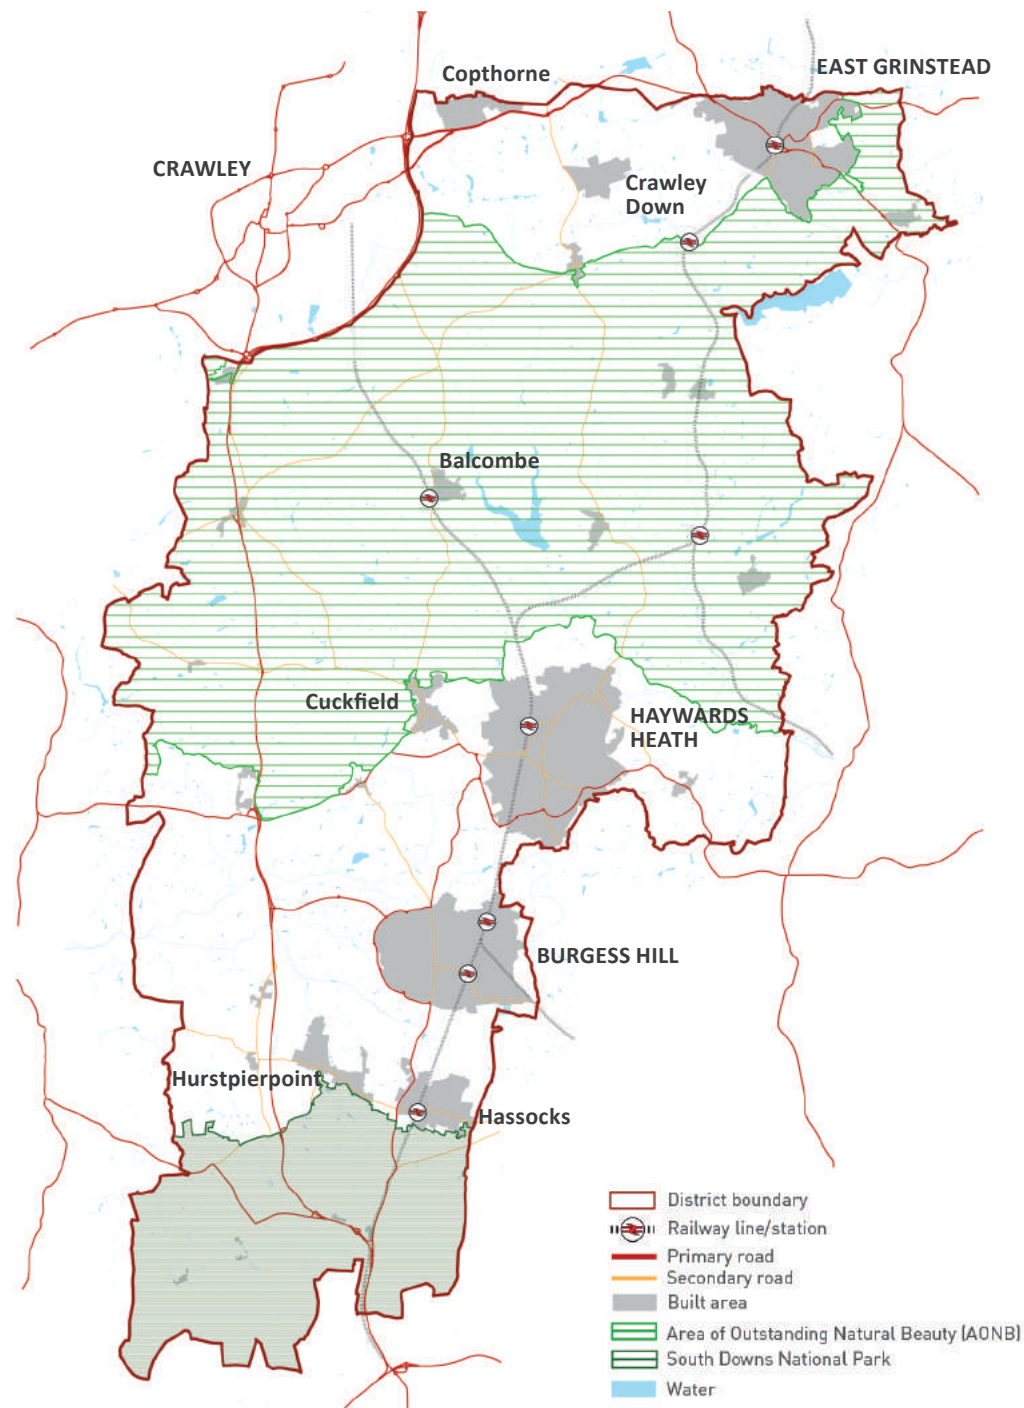 Copthorne
EAST GRINSTEAD
CRAWLEY
Crawley
Down
Balcombe
Cuckfield
HAYWARDS
HEATH
BURGESS HILL
Hurstpierpoint
Hassocks
District boundary
Railway line/station
Primary road
Secondary road
Built area
Area of Outstanding Natural Beauty (AONB)
South Downs National Park
Water